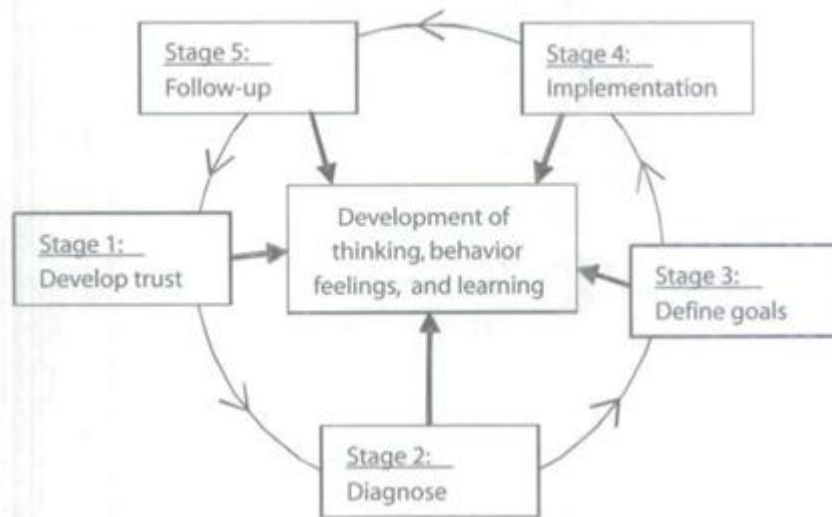 Stage 5:
Follow-up
Stage 4:
Implementation
Stage 1:
Develop trust
Development of
thinking, behavior
feelings, and learning
Stage 3:
Define goals
Stage 2:
Diagnose